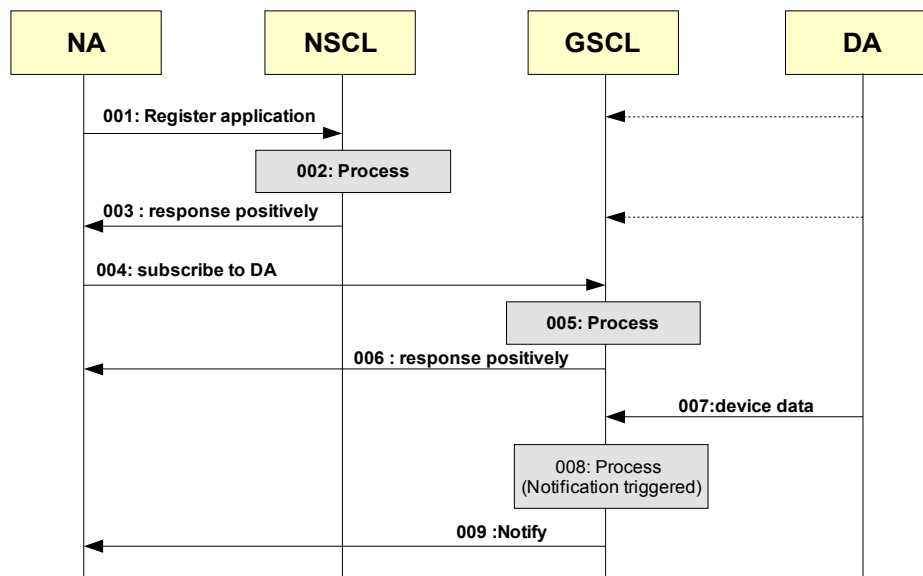 NA NSCL GSCL DA
001: Register application
002: Process
003 : response positively
004: subscribe to DA
005: Process
006 : response positively
007:device data
008: Process
(Notification triggered)
009 :Notify